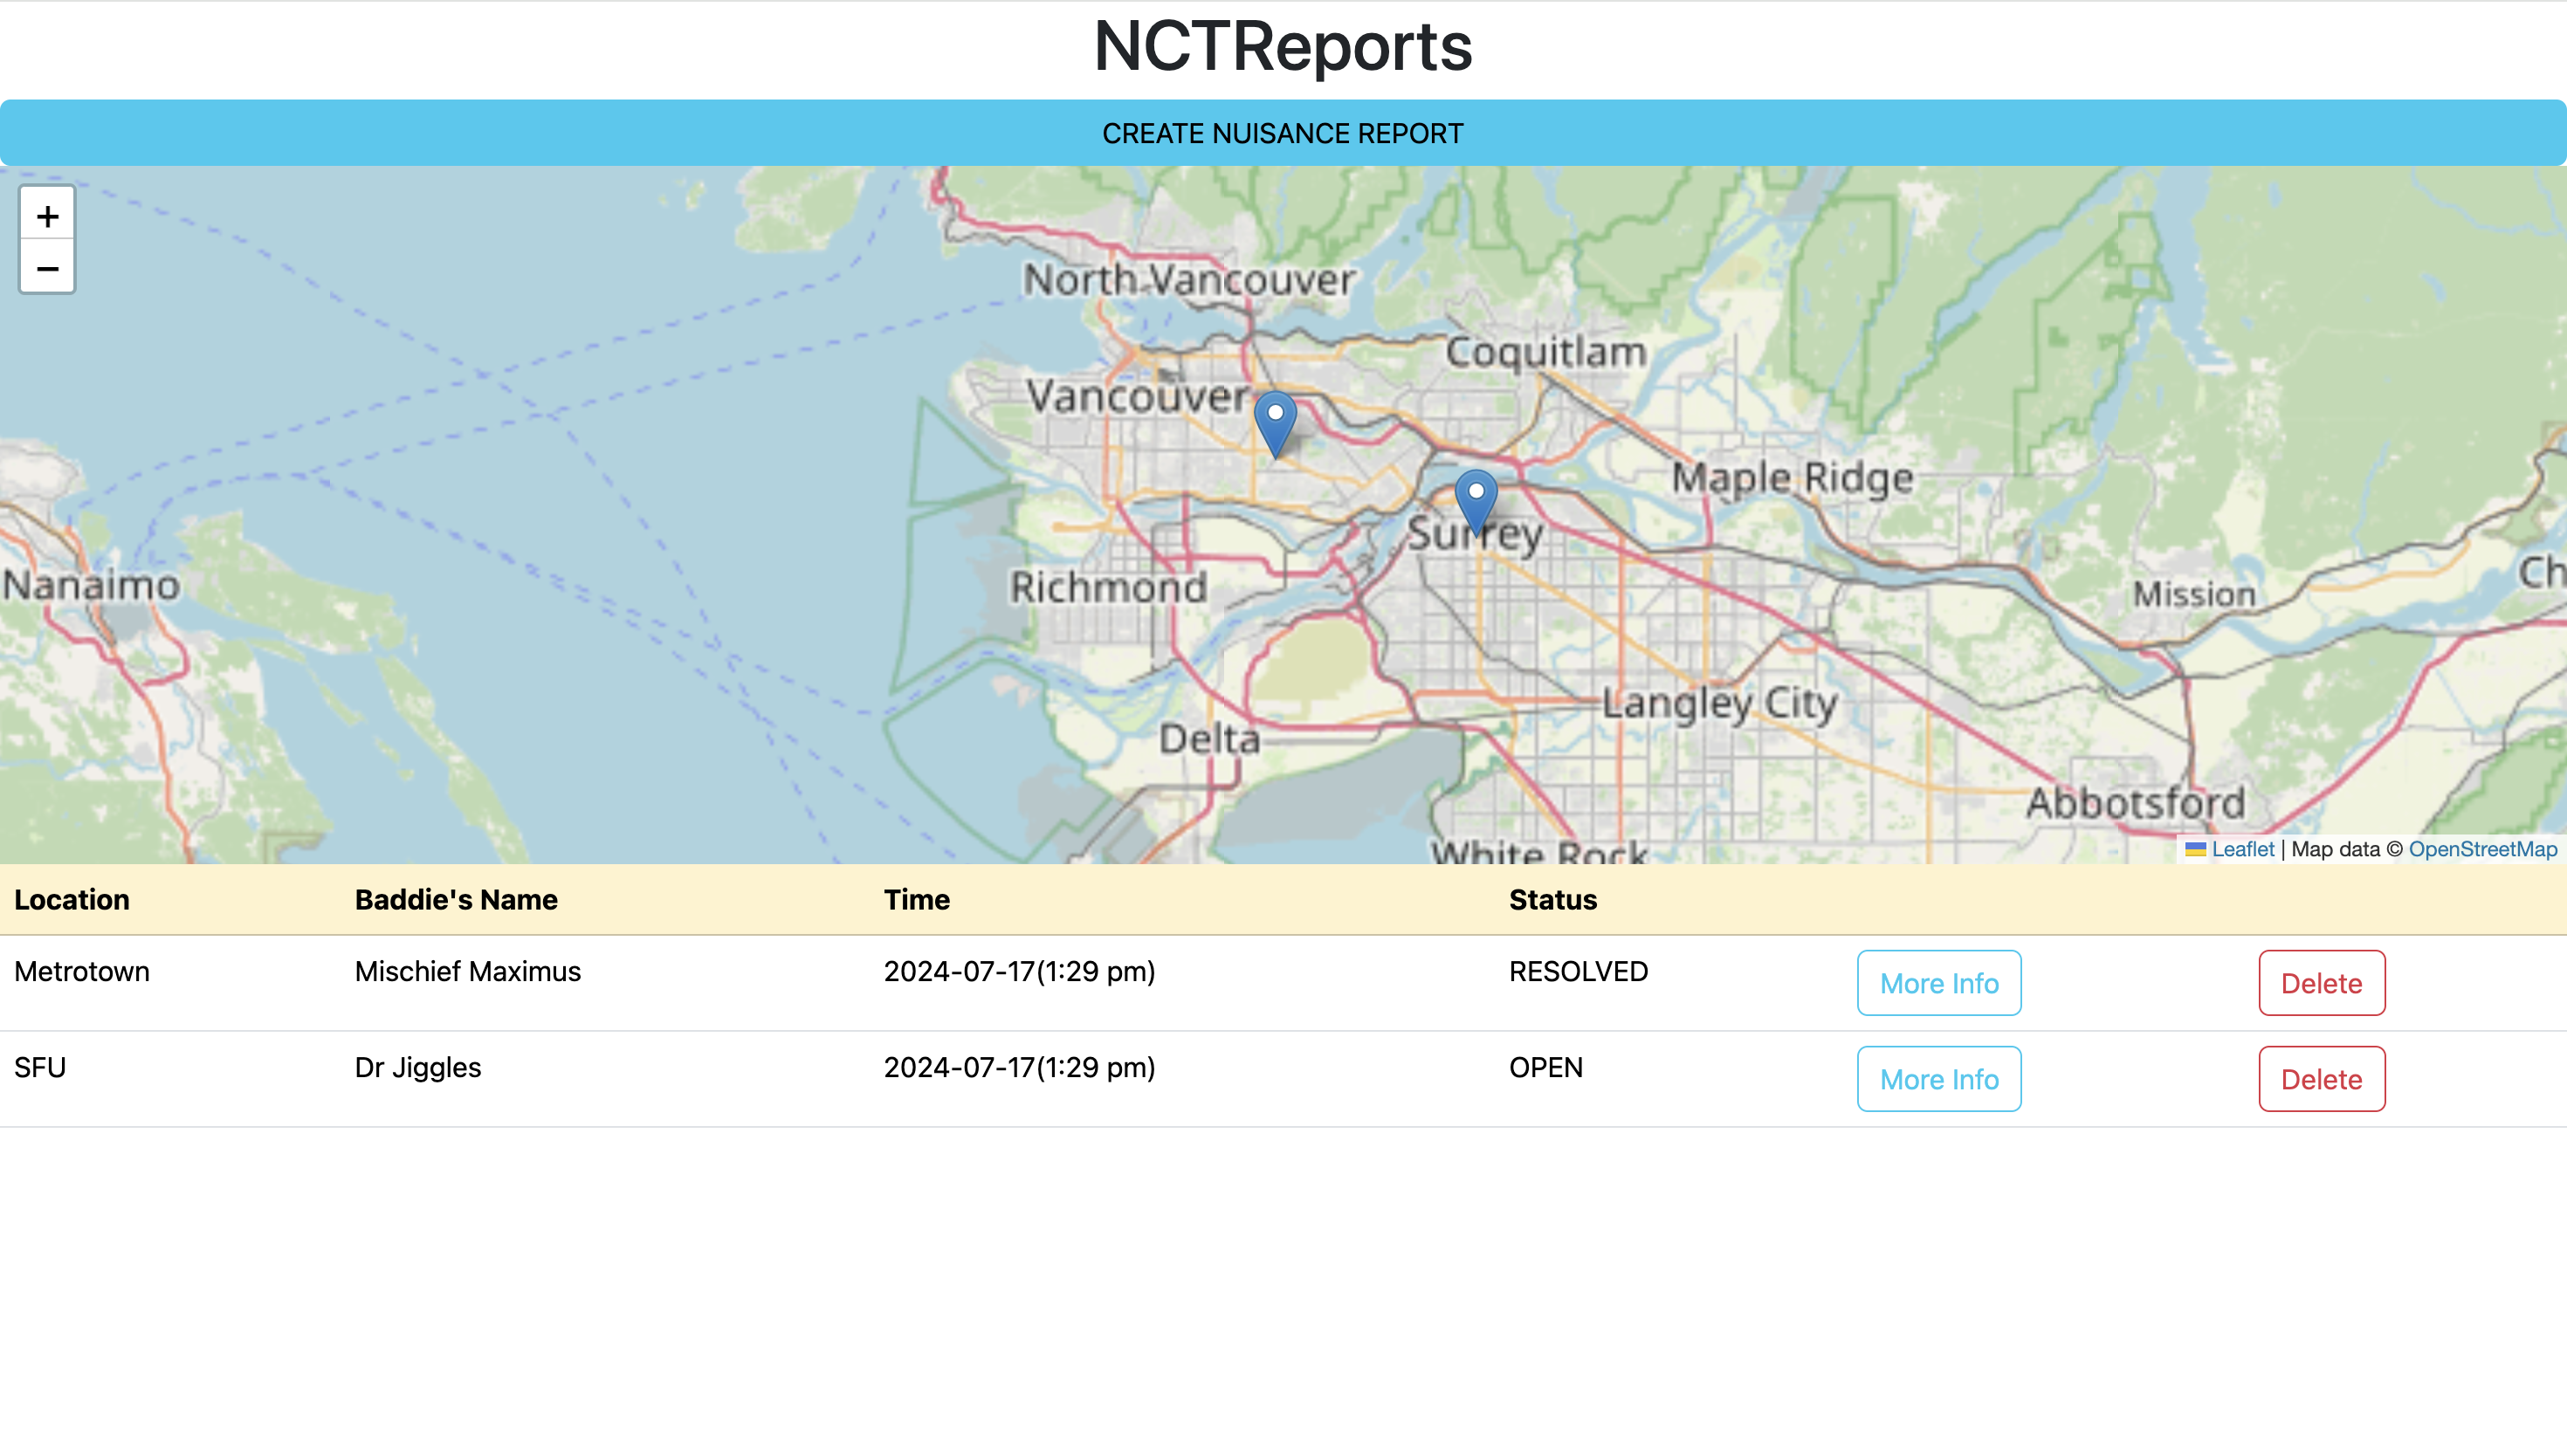 NCTReports
CREATE NUISANCE REPORT
+
−
North Vancouver
Coquitlam
Vancouver
Maple Ridge
Surrey
Nanaimo
Richmond
Mission
Ch
Langley City
Delta
Abbotsford
White Rock
Leaflet | Map data © OpenStreetMap
Location Baddie's Name Time Status
Metrotown Mischief Maximus 2024-07-17(1:29 pm) RESOLVED More Info Delete
SFU Dr Jiggles 2024-07-17(1:29 pm) OPEN More Info Delete